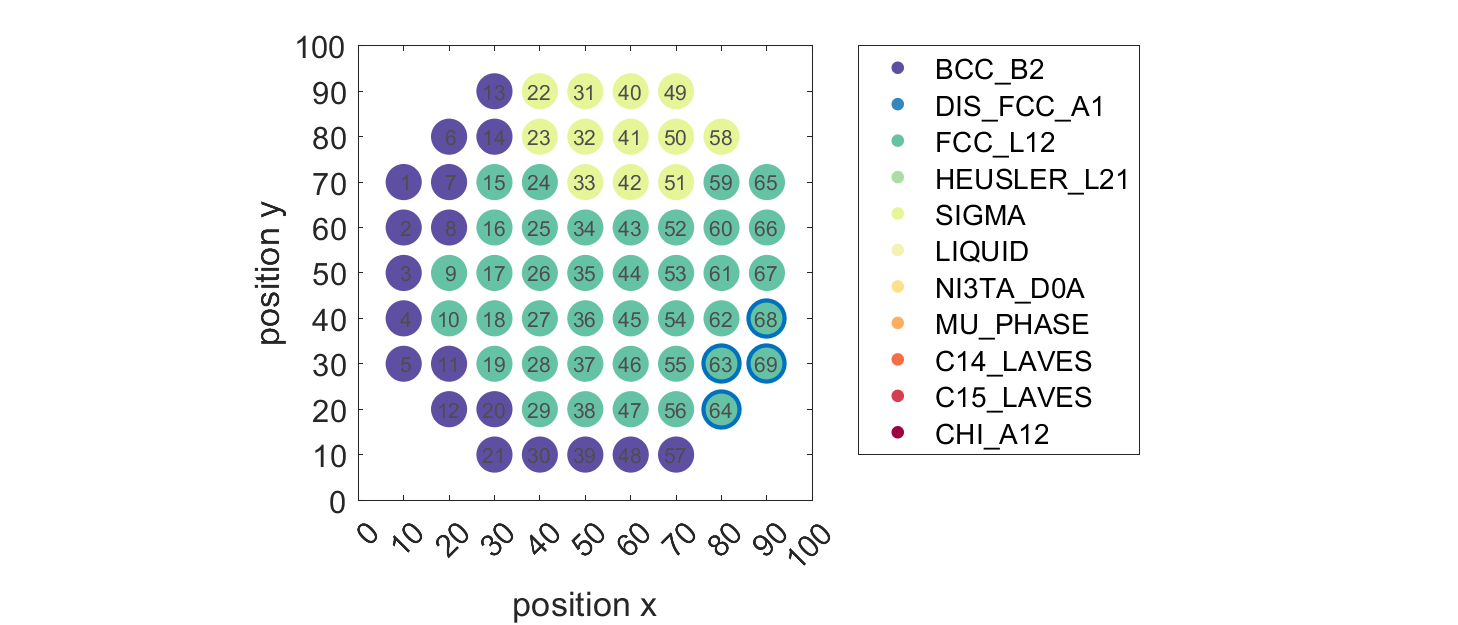 100
90 13 22 31 40 49
80 6 14 23 32 41 50 58
70 1 7 15 24 33 42 51 59 65
60 2 8 16 25 34 43 52 60 66
50 3 9 17 26 35 44 53 61 67
40 4 10 18 27 36 45 54 62 68
30 5 11 19 28 37 46 55 63 69
20 12 20 29 38 47 56 64
10 21 30 39 48 57
0
0 10 20 30 40 50 60 70 80 90 100
position x
position y
BCC_B2
DIS_FCC_A1
FCC_L12
HEUSLER_L21
SIGMA
LIQUID
NI3TA_D0A
MU_PHASE
C14_LAVES
C15_LAVES
CHI_A12